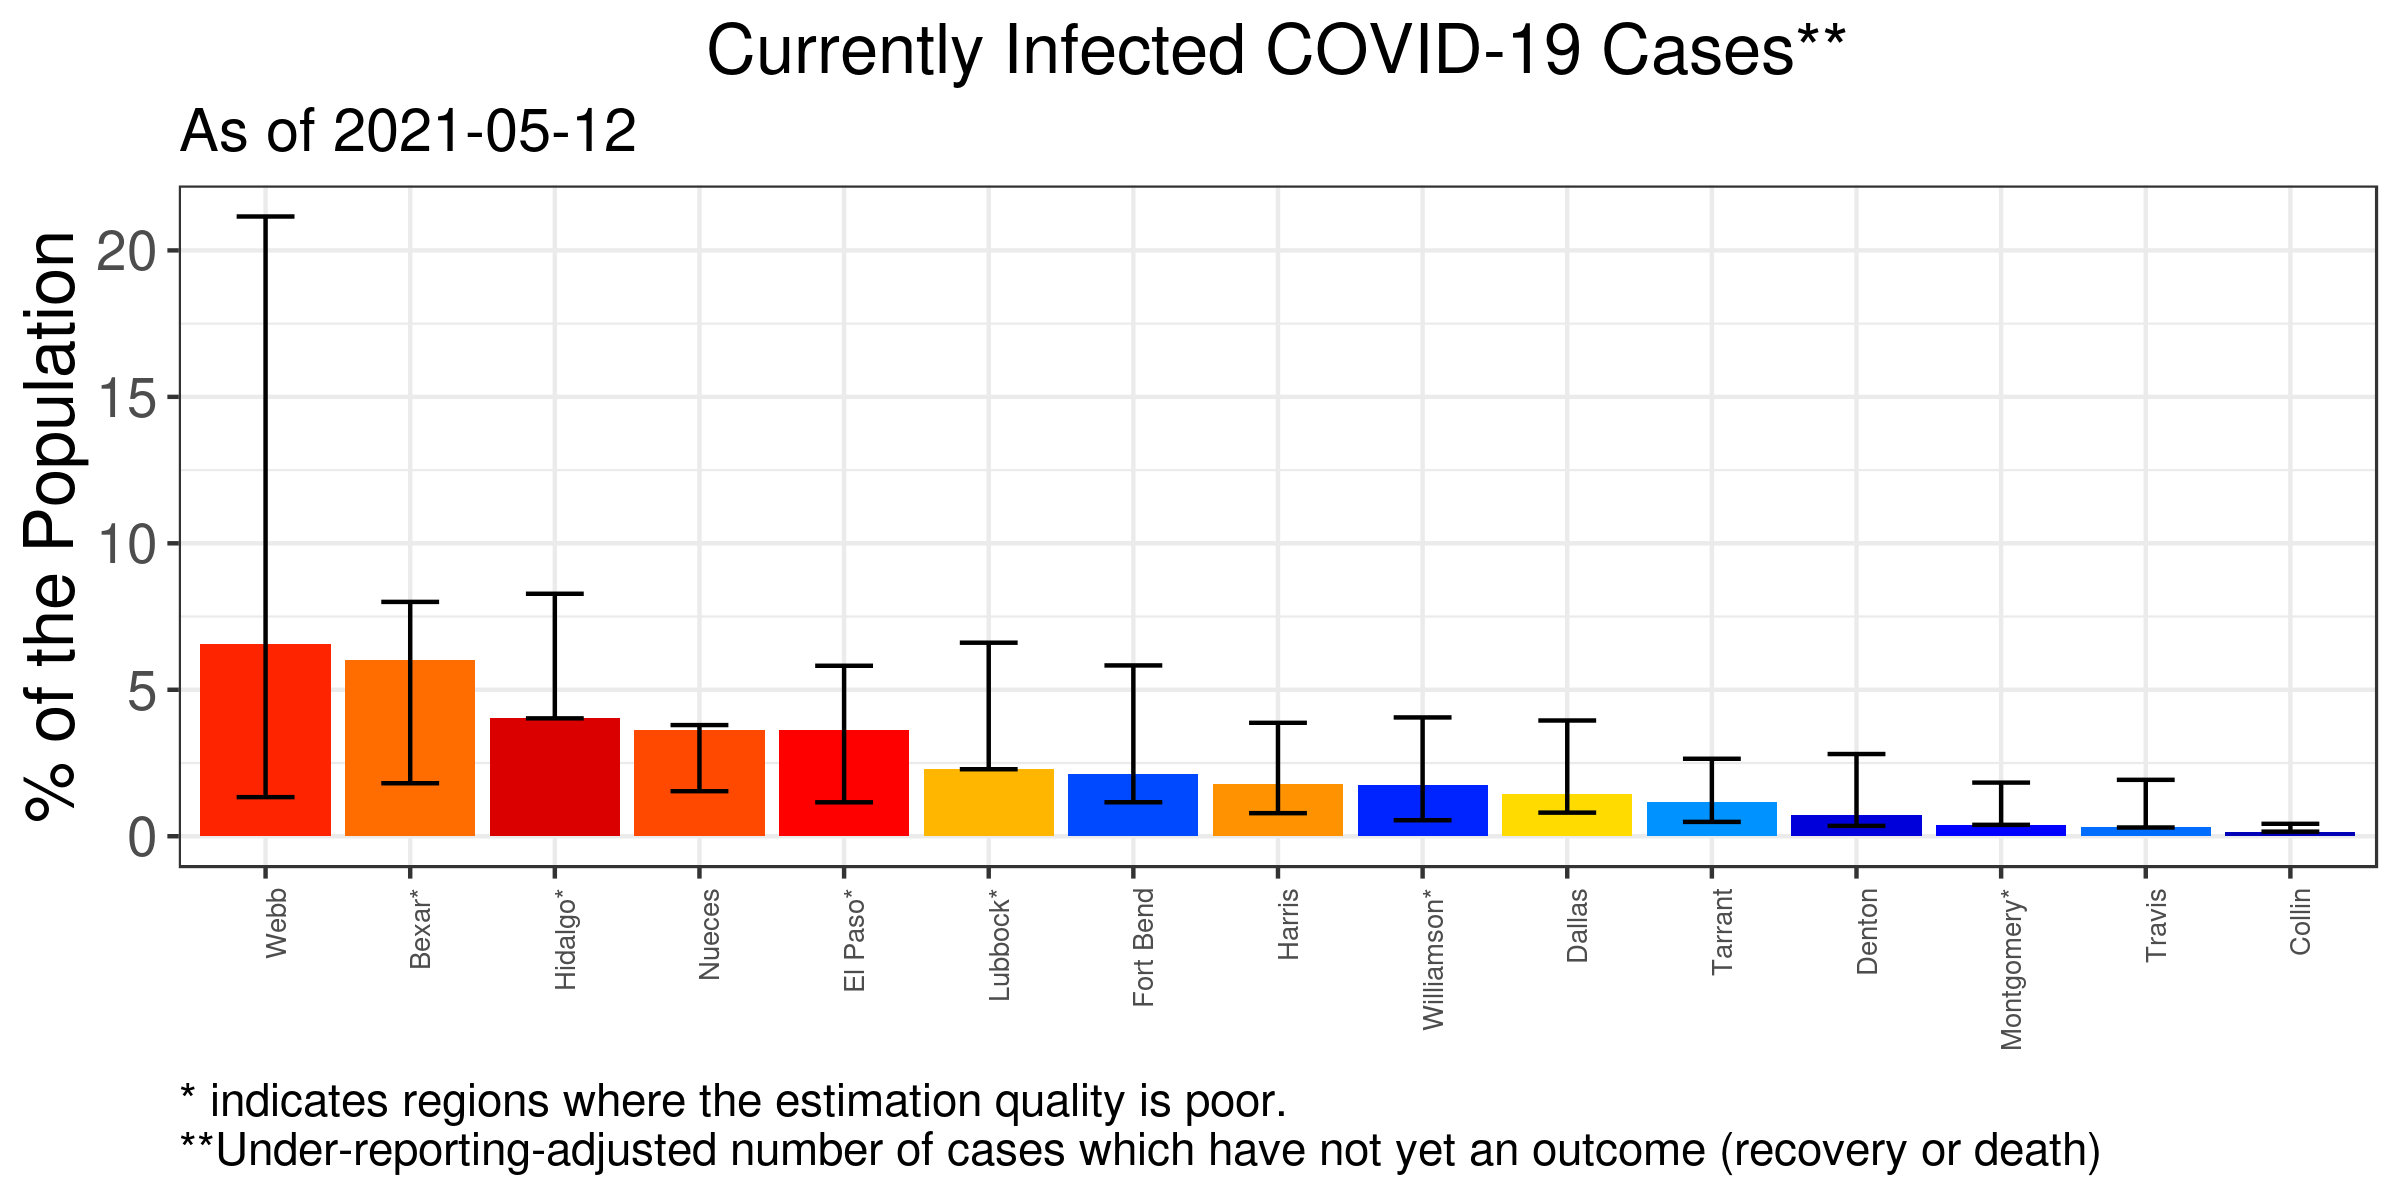 Currently Infected COVID-19 Cases**
As of 2021-05-12
% of the Population
20
15
10
5
0
Webb
Bexar*
Hidalgo*
Nueces
El Paso*
Lubbock*
Fort Bend
Harris
Williamson*
Dallas
Tarrant
Denton
Montgomery*
Travis
Collin
* indicates regions where the estimation quality is poor.
**Under-reporting-adjusted number of cases which have not yet an outcome (recovery or death)